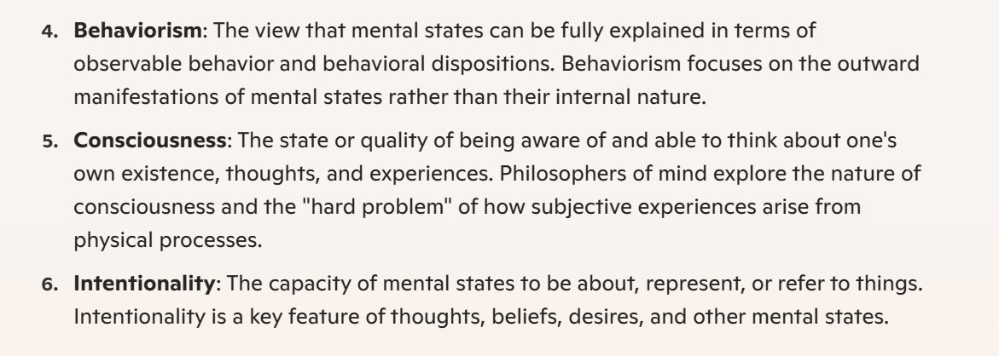 4. Behaviorism: The view that mental states can be fully explained in terms of
observable behavior and behavioral dispositions. Behaviorism focuses on the outward
manifestations of mental states rather than their internal nature.
5. Consciousness: The state or quality of being aware of and able to think about one's
own existence, thoughts, and experiences. Philosophers of mind explore the nature of
consciousness and the "hard problem" of how subjective experiences arise from
physical processes.
6. Intentionality: The capacity of mental states to be about, represent, or refer to things.
Intentionality is a key feature of thoughts, beliefs, desires, and other mental states.